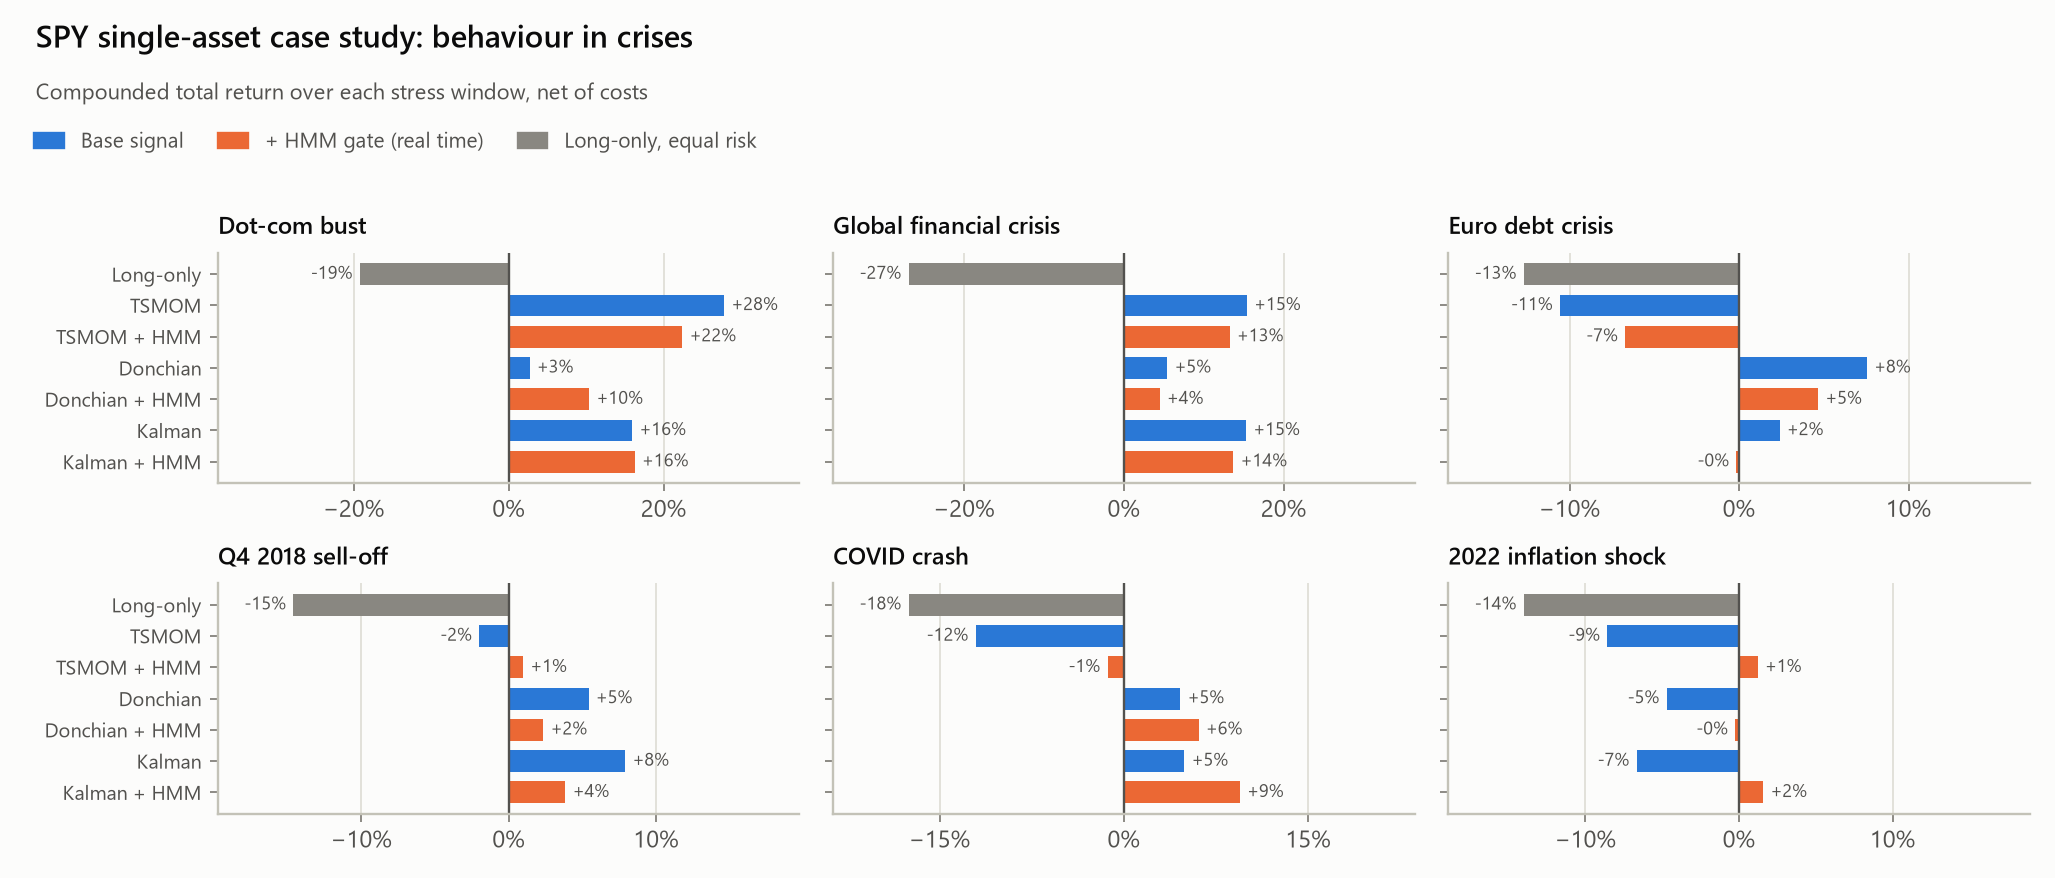 SPY single-asset case study: behaviour in crises
Compounded total return over each stress window, net of costs
Base signal + HMM gate (real time) Long-only, equal risk
Dot-com bust
Long-only -19%
TSMOM +28%
TSMOM + HMM +22%
Donchian +3%
Donchian + HMM +10%
Kalman +16%
Kalman + HMM +16%
−20% 0% 20%
Global financial crisis
-27%
+15%
+13%
+5%
+4%
+15%
+14%
−20% 0% 20%
Euro debt crisis
-13%
-11%
-7%
+8%
+5%
+2%
-0%
−10% 0% 10%
Q4 2018 sell-off
Long-only -15%
TSMOM -2%
TSMOM + HMM +1%
Donchian +5%
Donchian + HMM +2%
Kalman +8%
Kalman + HMM +4%
−10% 0% 10%
COVID crash
-18%
-12%
-1%
+5%
+6%
+5%
+9%
−15% 0% 15%
2022 inflation shock
-14%
-9%
+1%
-5%
-0%
-7%
+2%
−10% 0% 10%